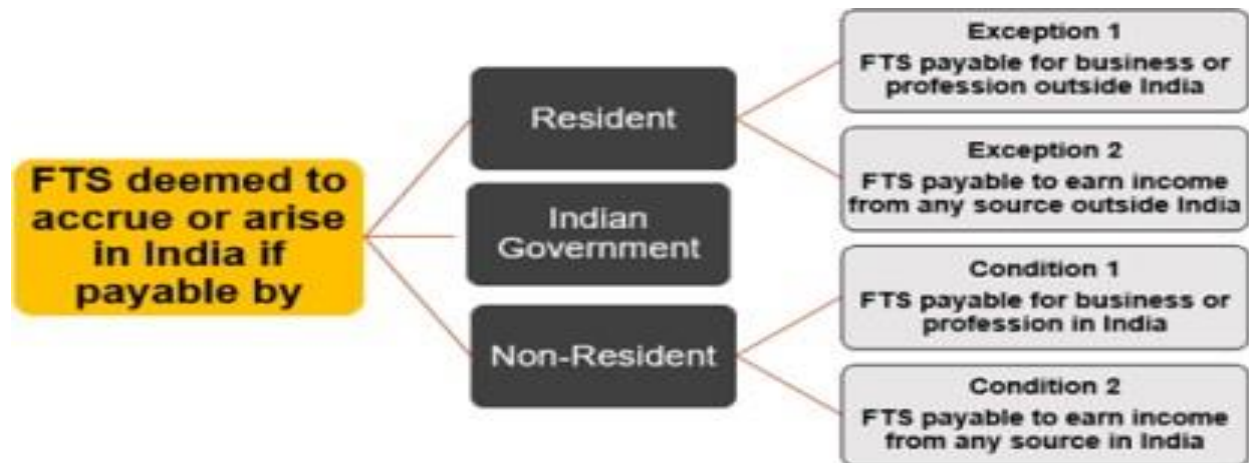 FTS deemed to
accrue or arise
in India if
payable by
Resident
Indian
Government
Non-Resident
Exception 1
FTS payable for business or
profession outside India
Exception 2
FTS payable to earn income
from any source outside India
Condition 1
FTS payable for business or
profession in India
Condition 2
FTS payable to earn income
from any source in India